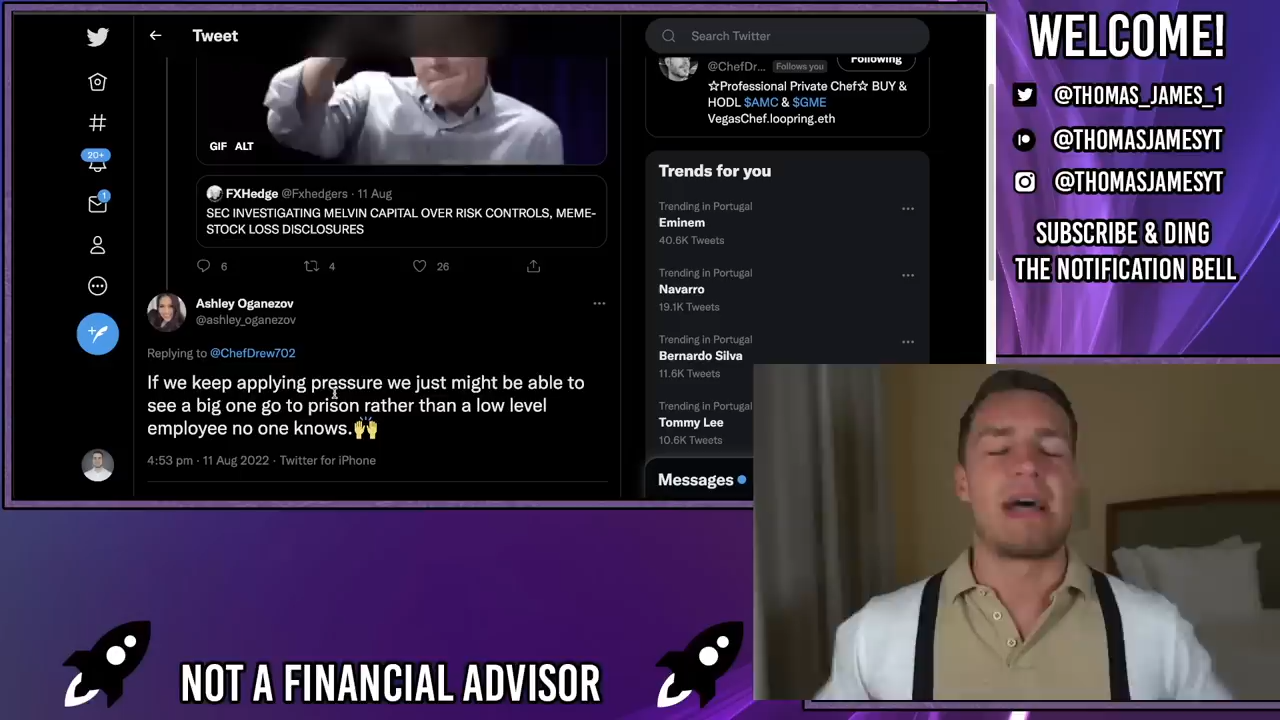 Tweet
GIF ALT
FXHedge @Fxhedgers · 11 Aug
SEC INVESTIGATING MELVIN CAPITAL OVER RISK CONTROLS, MEME-
STOCK LOSS DISCLOSURES
6 4 26
20+
1
Ashley Oganezov
@ashley_oganezov
Replying to @ChefDrew702
If we keep applying pressure we just might be able to
see a big one go to prison rather than a low level
employee no one knows.🙌
4:53 pm · 11 Aug 2022 · Twitter for iPhone
Search Twitter
@ChefDr... Follows you
Following
☆Professional Private Chef☆ BUY &
HODL $AMC & $GME
VegasChef.loopring.eth
Trends for you
Trending in Portugal
Eminem
40.6K Tweets
Trending in Portugal
Navarro
19.1K Tweets
Trending in Portugal
Bernardo Silva
11.6K Tweets
Trending in Portugal
Tommy Lee
10.6K Tweets
Messages
WELCOME!
@THOMAS_JAMES_1
@THOMASJAMESYT
@THOMASJAMESYT
SUBSCRIBE & DING
THE NOTIFICATION BELL
NOT A FINANCIAL ADVISOR